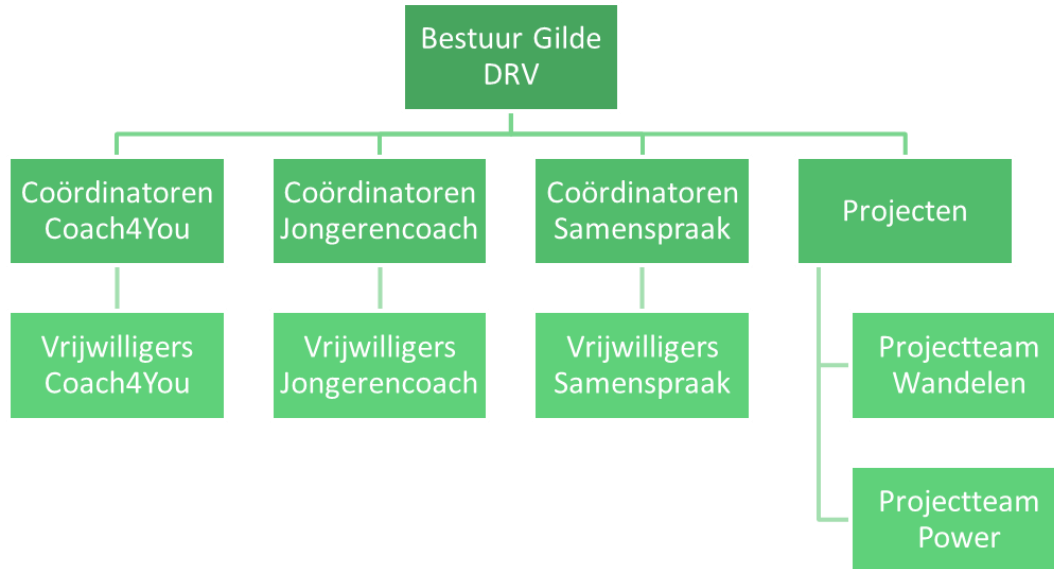 Bestuur Gilde
DRV
Coördinatoren
Coach4You
Coördinatoren
Jongerencoach
Coördinatoren
Samenspraak
Projecten
Vrijwilligers
Coach4You
Vrijwilligers
Jongerencoach
Vrijwilligers
Samenspraak
Projectteam
Wandelen
Projectteam
Power